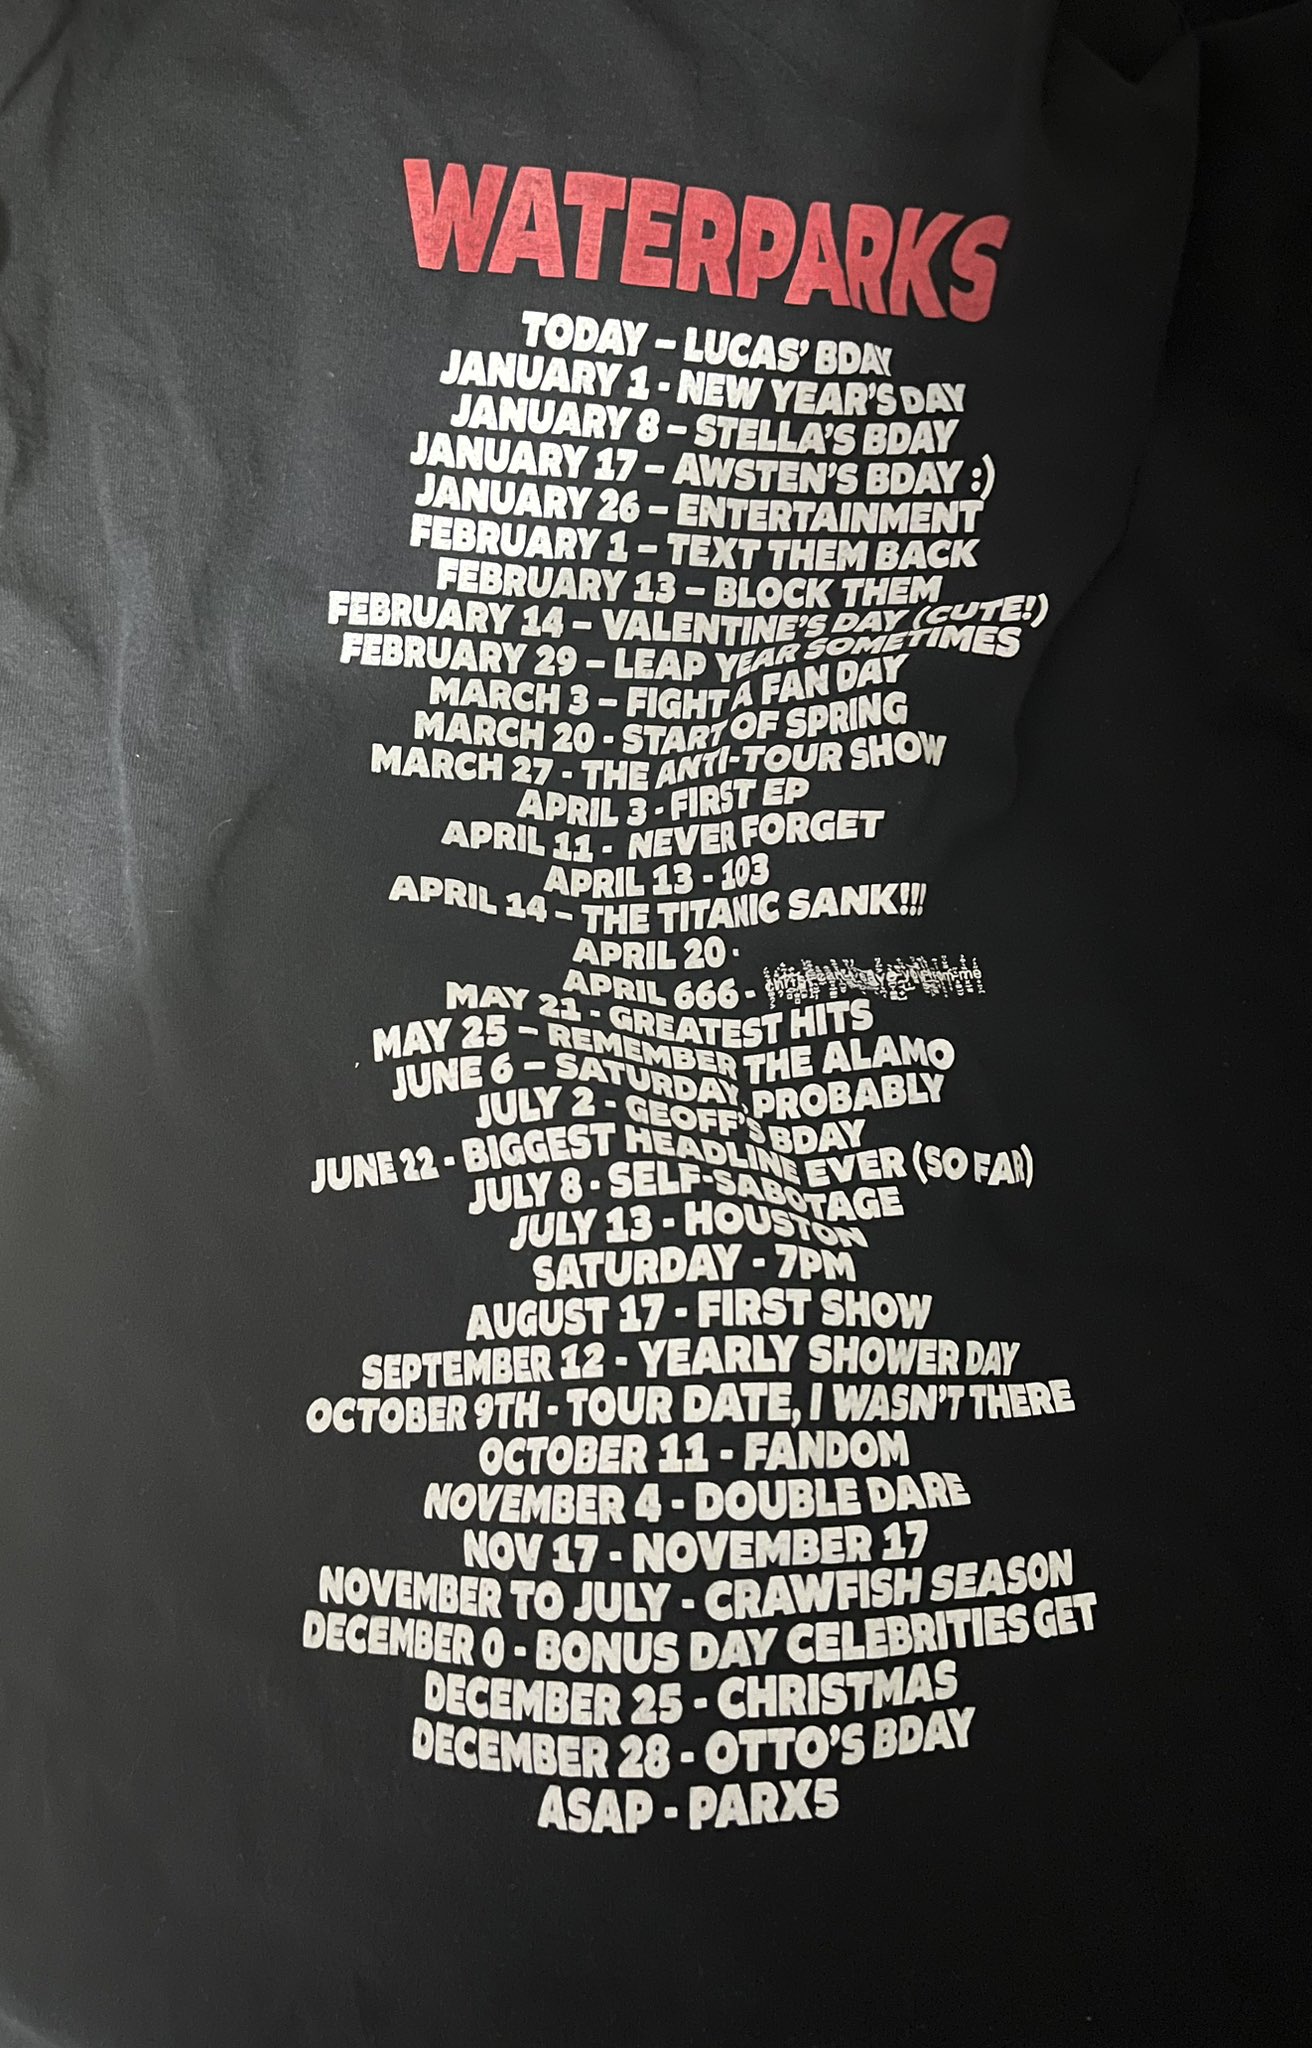 WATERPARKS
TODAY – LUCAS' BDAY
JANUARY 1 - NEW YEAR'S DAY
JANUARY 8 – STELLA'S BDAY
JANUARY 17 – AWSTEN'S BDAY :)
JANUARY 26 – ENTERTAINMENT
FEBRUARY 1 – TEXT THEM BACK
FEBRUARY 13 – BLOCK THEM
FEBRUARY 14 – VALENTINE'S DAY (CUTE!)
FEBRUARY 29 – LEAP YEAR SOMETIMES
MARCH 3 – FIGHT A FAN DAY
MARCH 20 - START OF SPRING
MARCH 27 - THE ANTI-TOUR SHOW
APRIL 3 - FIRST EP
APRIL 11 - NEVER FORGET
APRIL 13 - 103
APRIL 14 – THE TITANIC SANK!!!
APRIL 20 -
APRIL 666 -
MAY 21 - GREATEST HITS
MAY 25 – REMEMBER THE ALAMO
JUNE 6 – SATURDAY, PROBABLY
JULY 2 - GEOFF'S BDAY
JUNE 22 - BIGGEST HEADLINE EVER (SO FAR)
JULY 8 - SELF-SABOTAGE
JULY 13 - HOUSTON
SATURDAY - 7PM
AUGUST 17 - FIRST SHOW
SEPTEMBER 12 - YEARLY SHOWER DAY
OCTOBER 9TH - TOUR DATE, I WASN'T THERE
OCTOBER 11 - FANDOM
NOVEMBER 4 - DOUBLE DARE
NOV 17 - NOVEMBER 17
NOVEMBER TO JULY - CRAWFISH SEASON
DECEMBER 0 - BONUS DAY CELEBRITIES GET
DECEMBER 25 - CHRISTMAS
DECEMBER 28 - OTTO'S BDAY
ASAP - PARX5